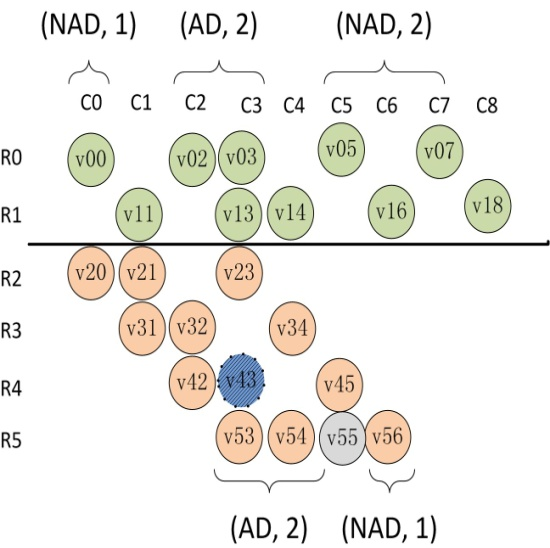 (NAD, 1) (AD, 2) (NAD, 2)
C0 C1 C2 C3 C4 C5 C6 C7 C8
R0 v00 v02 v03 v05 v07
R1 v11 v13 v14 v16 v18
R2 v20 v21 v23
R3 v31 v32 v34
R4 v42 v43 v45
R5 v53 v54 v55 v56
(AD, 2) (NAD, 1)